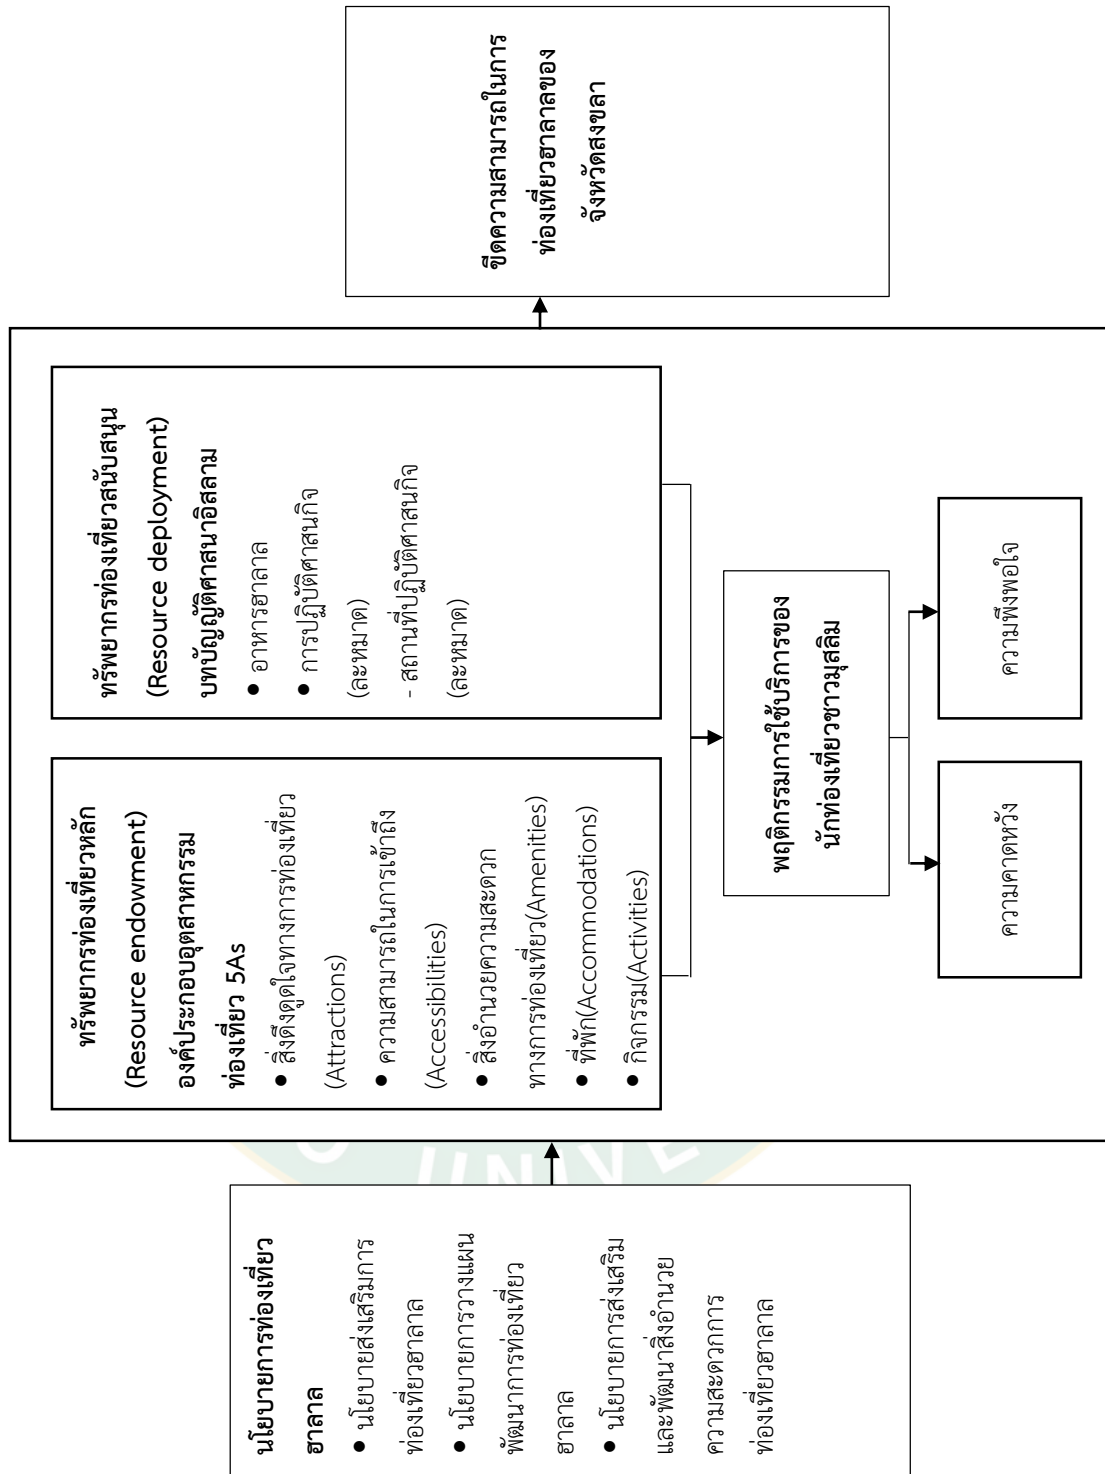 นโยบายการท่องเที่ยว
ฮาลาล
● นโยบายส่งเสริมการ
ท่องเที่ยวฮาลาล
● นโยบายการวางแผน
พัฒนาการท่องเที่ยว
ฮาลาล
● นโยบายการส่งเสริม
และพัฒนาสิ่งอำนวย
ความสะดวกการ
ท่องเที่ยวฮาลาล
ทรัพยากรท่องเที่ยวหลัก
(Resource endowment)
องค์ประกอบอุตสาหกรรม
ท่องเที่ยว 5As
● สิ่งดึงดูดใจทางการท่องเที่ยว
(Attractions)
● ความสามารถในการเข้าถึง
(Accessibilities)
● สิ่งอำนวยความสะดวก
ทางการท่องเที่ยว(Amenities)
● ที่พัก(Accommodations)
● กิจกรรม(Activities)
ทรัพยากรท่องเที่ยวสนับสนุน
(Resource deployment)
บทบัญญัติศาสนาอิสลาม
● อาหารฮาลาล
● การปฏิบัติศาสนกิจ
(ละหมาด)
- สถานที่ปฏิบัติศาสนกิจ
(ละหมาด)
พฤติกรรมการใช้บริการของ
นักท่องเที่ยวชาวมุสลิม
ความคาดหวัง
ความพึงพอใจ
ขีดความสามารถในการ
ท่องเที่ยวฮาลาลของ
จังหวัดสงขลา
O UNIVE